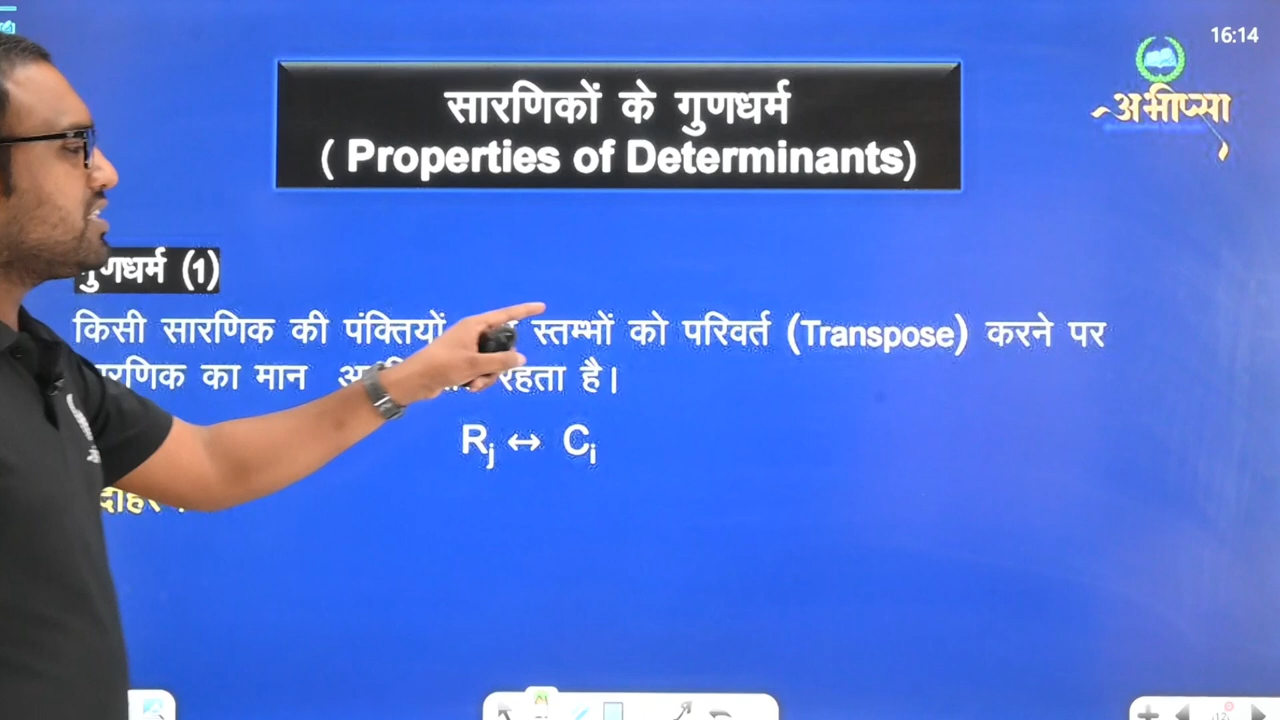 16:14
अभीप्सा
सारणिकों के गुणधर्म
( Properties of Determinants)
गुणधर्म (1)
किसी सारणिक की पंक्तियों स्तम्भों को परिवर्त (Transpose) करने पर
का मान रहता है।
Rj ↔ Ci